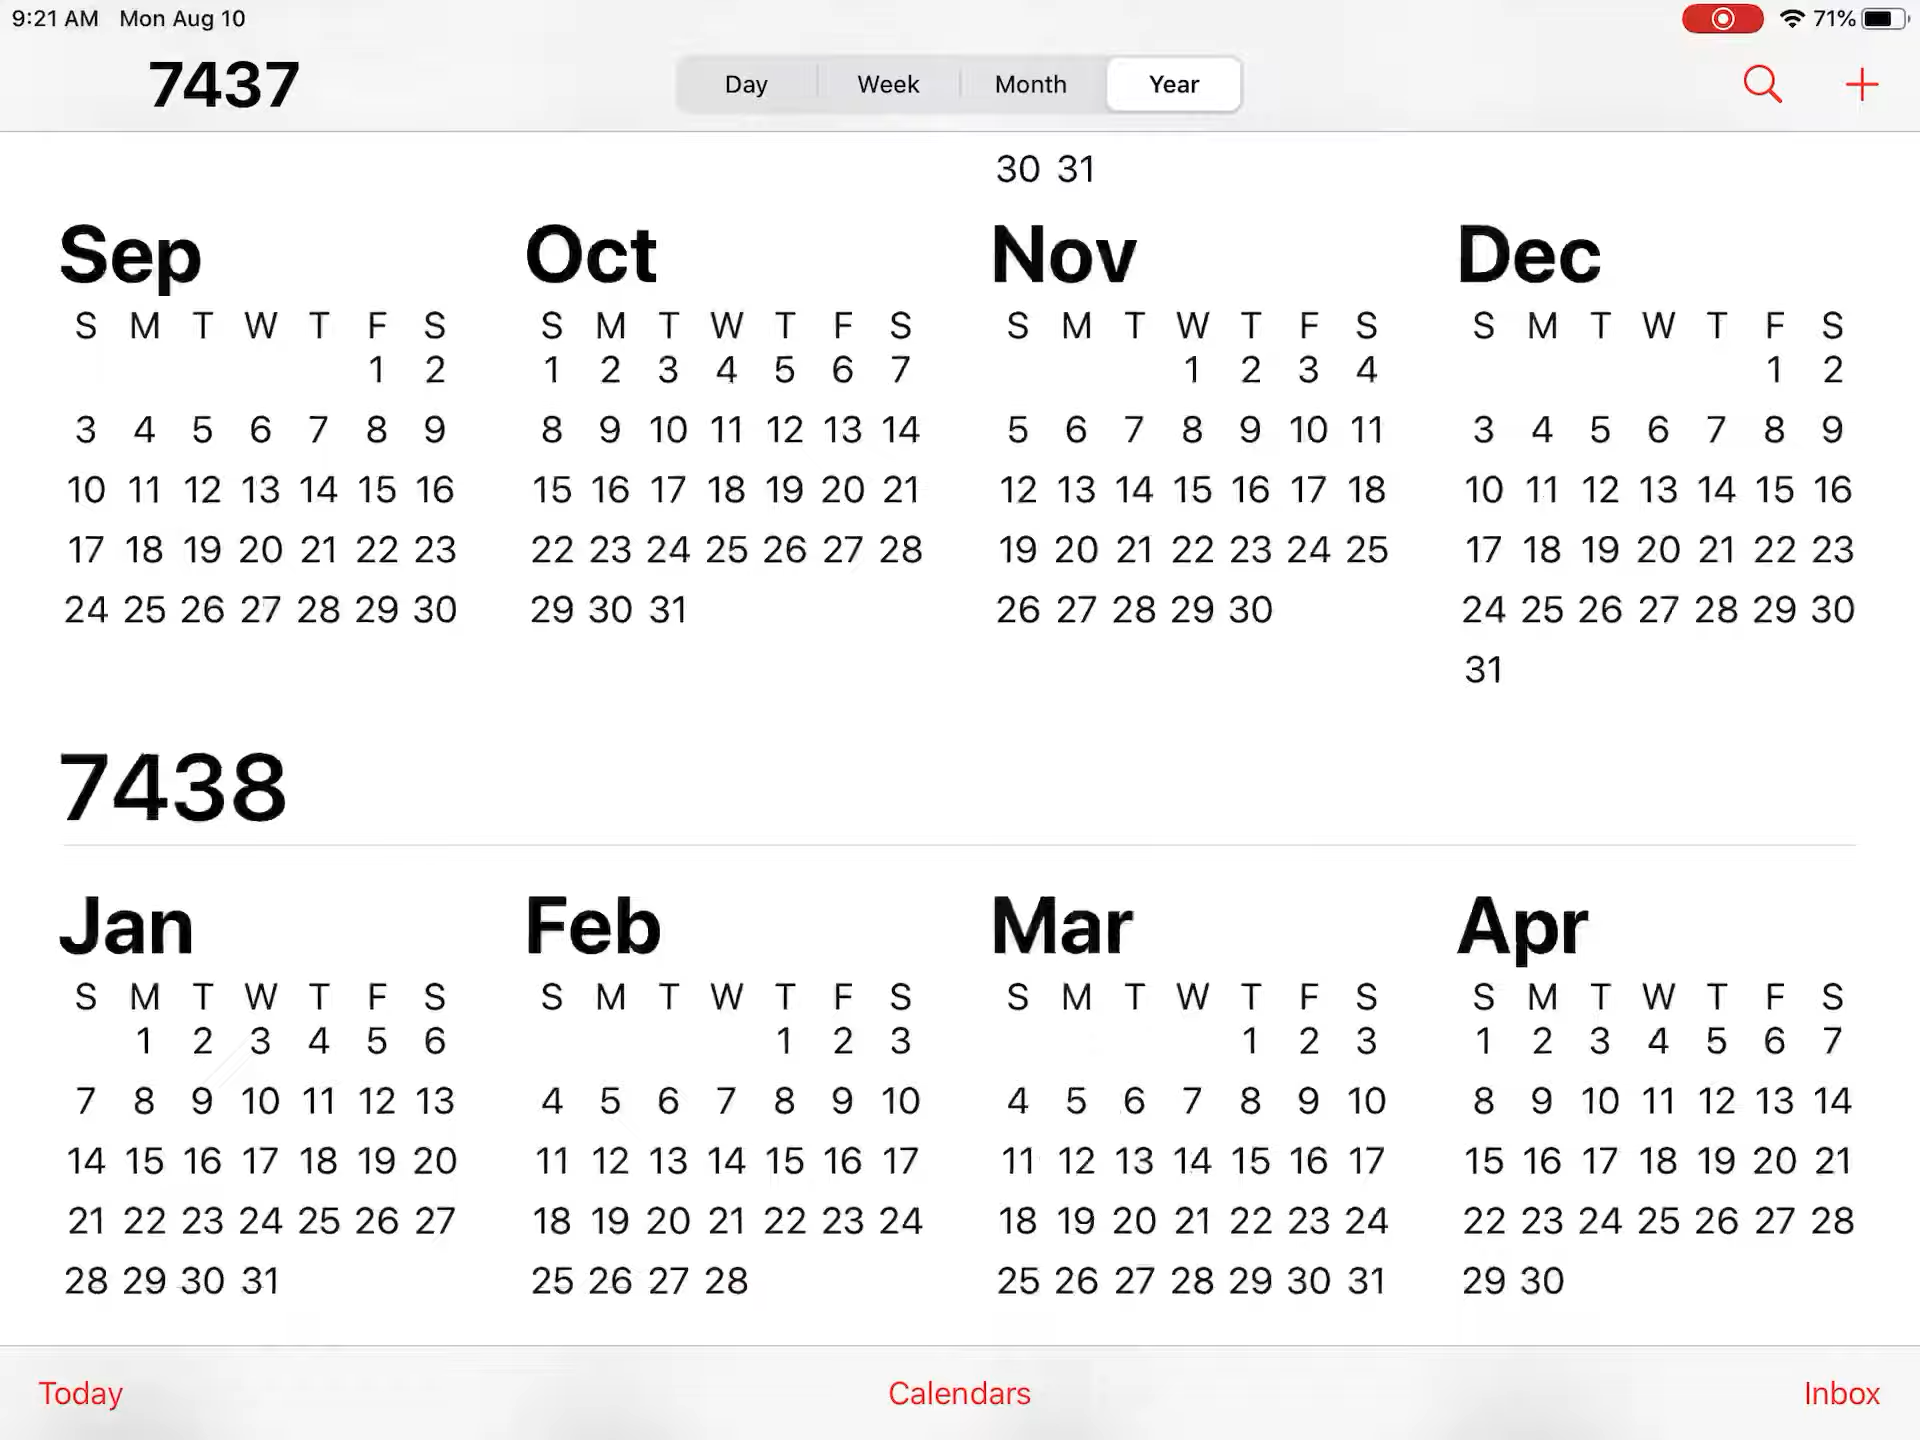 9:21 AM Mon Aug 10 71%
7437 Day Week Month Year
30 31
Sep Oct Nov Dec
S M T W T F S S M T W T F S S M T W T F S S M T W T F S
1 2 1 2 3 4 5 6 7 1 2 3 4 1 2
3 4 5 6 7 8 9 8 9 10 11 12 13 14 5 6 7 8 9 10 11 3 4 5 6 7 8 9
10 11 12 13 14 15 16 15 16 17 18 19 20 21 12 13 14 15 16 17 18 10 11 12 13 14 15 16
17 18 19 20 21 22 23 22 23 24 25 26 27 28 19 20 21 22 23 24 25 17 18 19 20 21 22 23
24 25 26 27 28 29 30 29 30 31 26 27 28 29 30 24 25 26 27 28 29 30
31
7438
Jan Feb Mar Apr
S M T W T F S S M T W T F S S M T W T F S S M T W T F S
1 2 3 4 5 6 1 2 3 1 2 3 1 2 3 4 5 6 7
7 8 9 10 11 12 13 4 5 6 7 8 9 10 4 5 6 7 8 9 10 8 9 10 11 12 13 14
14 15 16 17 18 19 20 11 12 13 14 15 16 17 11 12 13 14 15 16 17 15 16 17 18 19 20 21
21 22 23 24 25 26 27 18 19 20 21 22 23 24 18 19 20 21 22 23 24 22 23 24 25 26 27 28
28 29 30 31 25 26 27 28 25 26 27 28 29 30 31 29 30
Today Calendars Inbox